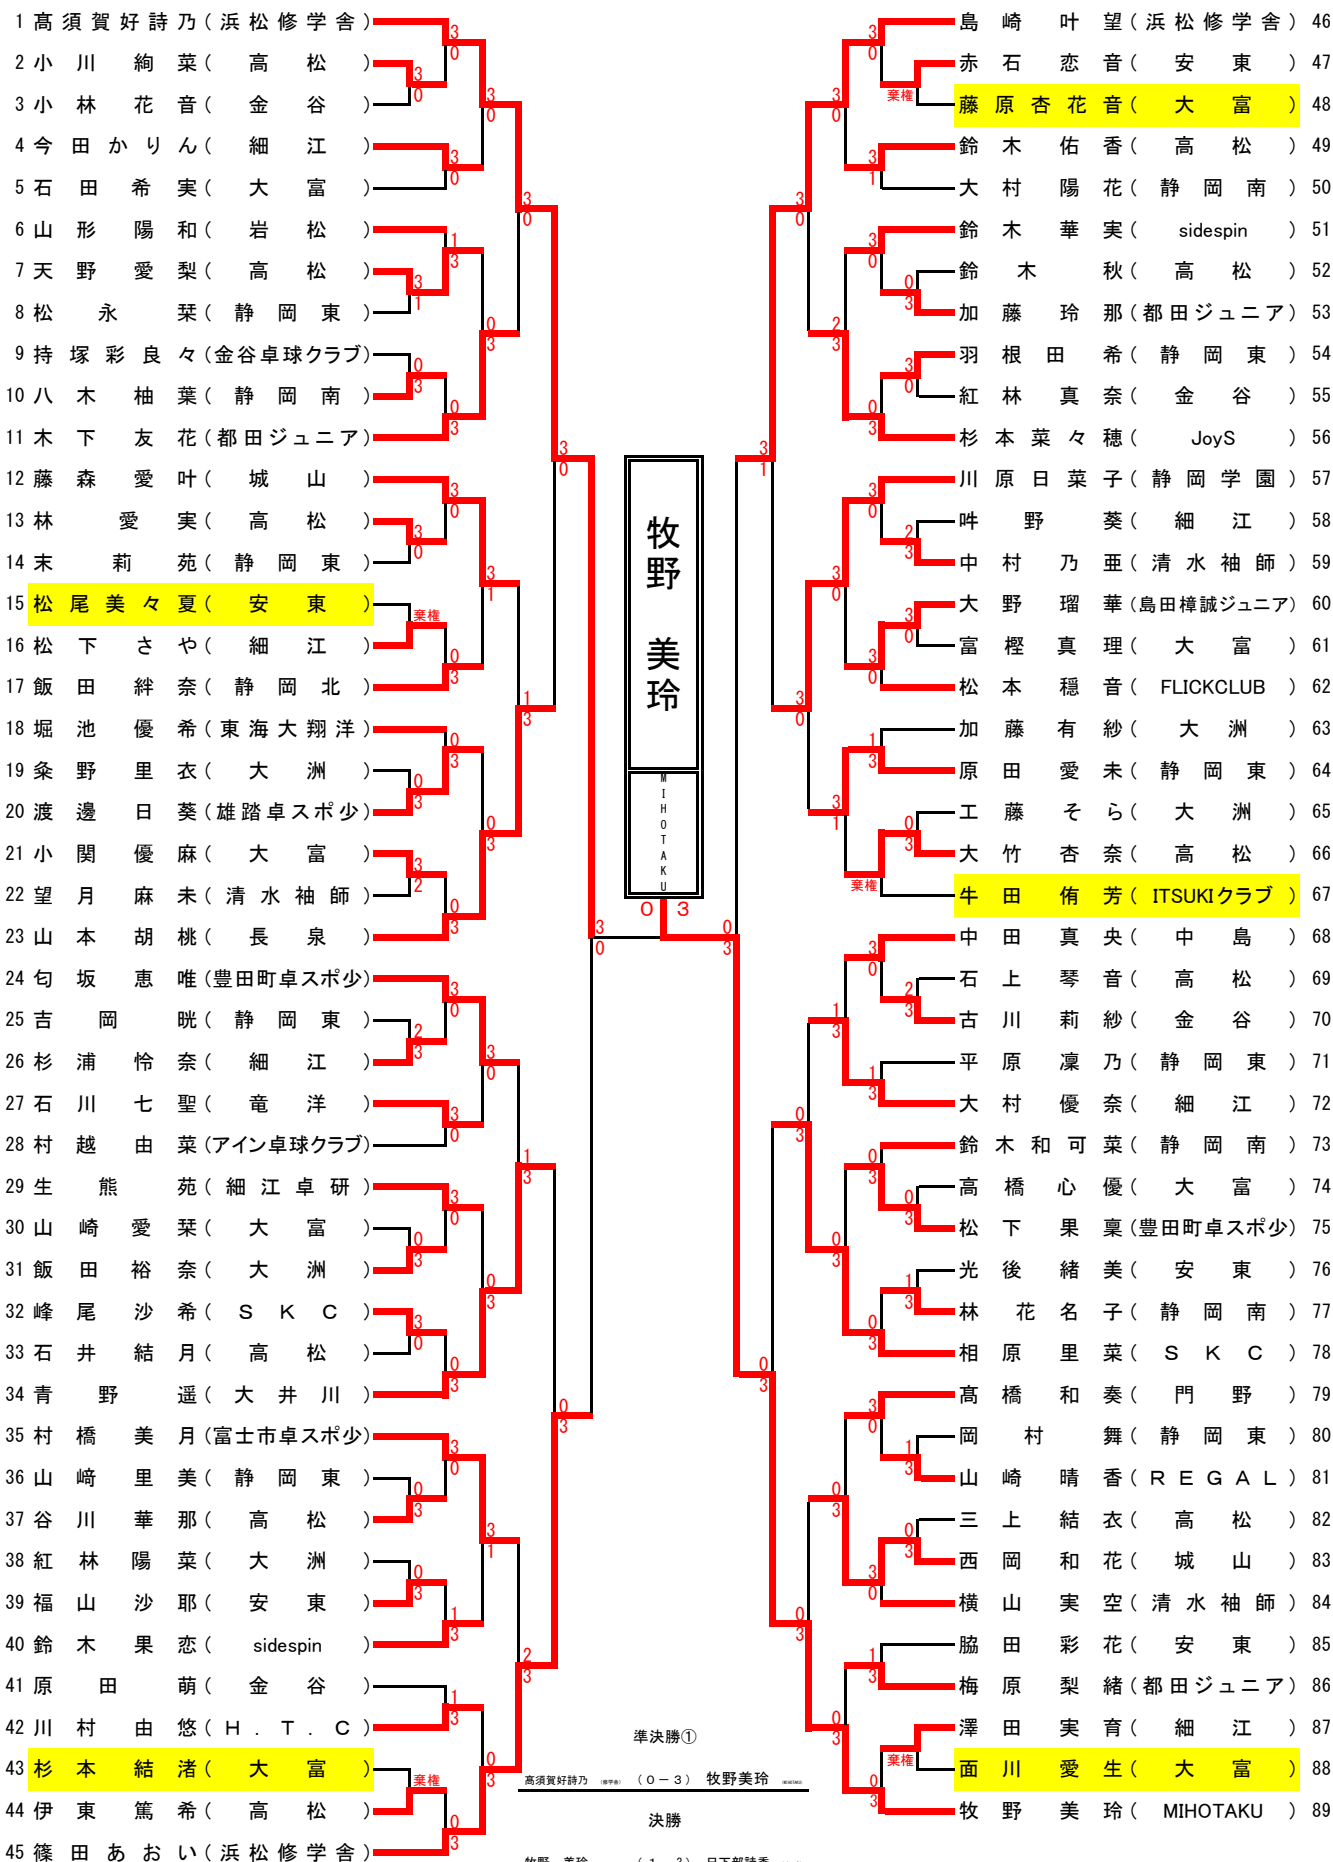 1 髙須賀好詩乃 (浜松修学舎)
2 小川絢菜 (高松)
3 小林花音 (金谷)
4 今田かりん (細江)
5 石田希実 (大富)
6 山形陽和 (岩松)
7 天野愛梨 (高松)
8 松永栞 (静岡東)
9 持塚彩良々 (金谷卓球クラブ)
10 八木柚葉 (静岡南)
11 木下友花 (都田ジュニア)
12 藤森愛叶 (城山)
13 林愛実 (高松)
14 末莉苑 (静岡東)
15 松尾美々夏 (安東)
棄権
16 松下さや (細江)
17 飯田絆奈 (静岡北)
18 堀池優希 (東海大翔洋)
19 粂野里衣 (大洲)
20 渡邊日葵 (雄踏卓スポ少)
21 小関優麻 (大富)
22 望月麻未 (清水袖師)
23 山本胡桃 (長泉)
24 匂坂恵唯 (豊田町卓スポ少)
25 吉岡晄 (静岡東)
26 杉浦怜奈 (細江)
27 石川七聖 (竜洋)
28 村越由菜 (アイン卓球クラブ)
29 生熊苑 (細江卓研)
30 山崎愛栞 (大富)
31 飯田裕奈 (大洲)
32 峰尾沙希 (SKC)
33 石井結月 (高松)
34 青野遥 (大井川)
35 村橋美月 (富士市卓スポ少)
36 山﨑里美 (静岡東)
37 谷川華那 (高松)
38 紅林陽菜 (大洲)
39 福山沙耶 (安東)
40 鈴木果恋 (sidespin)
41 原田萌 (金谷)
42 川村由悠 (H.T.C)
43 杉本結渚 (大富)
棄権
44 伊東篤希 (高松)
45 篠田あおい (浜松修学舎)
牧野 美玲
MIHOTAKU
0 3
島崎叶望 (浜松修学舎) 46
赤石恋音 (安東) 47
棄権
藤原杏花音 (大富) 48
鈴木佑香 (高松) 49
大村陽花 (静岡南) 50
鈴木華実 (sidespin) 51
鈴木秋 (高松) 52
加藤玲那 (都田ジュニア) 53
羽根田希 (静岡東) 54
紅林真奈 (金谷) 55
杉本菜々穂 (JoyS) 56
川原日菜子 (静岡学園) 57
吽野葵 (細江) 58
中村乃亜 (清水袖師) 59
大野瑠華 (島田樟誠ジュニア) 60
富樫真理 (大富) 61
松本穏音 (FLICKCLUB) 62
加藤有紗 (大洲) 63
原田愛未 (静岡東) 64
工藤そら (大洲) 65
大竹杏奈 (高松) 66
棄権
牛田侑芳 (ITSUKIクラブ) 67
中田真央 (中島) 68
石上琴音 (高松) 69
古川莉紗 (金谷) 70
平原凜乃 (静岡東) 71
大村優奈 (細江) 72
鈴木和可菜 (静岡南) 73
高橋心優 (大富) 74
松下果稟 (豊田町卓スポ少) 75
光後緒美 (安東) 76
林花名子 (静岡南) 77
相原里菜 (SKC) 78
髙橋和奏 (門野) 79
岡村舞 (静岡東) 80
山崎晴香 (REGAL) 81
三上結衣 (高松) 82
西岡和花 (城山) 83
横山実空 (清水袖師) 84
脇田彩花 (安東) 85
梅原梨緒 (都田ジュニア) 86
澤田実育 (細江) 87
棄権
面川愛生 (大富) 88
牧野美玲 (MIHOTAKU) 89
準決勝①
髙須賀好詩乃 (0－3) 牧野美玲
決勝